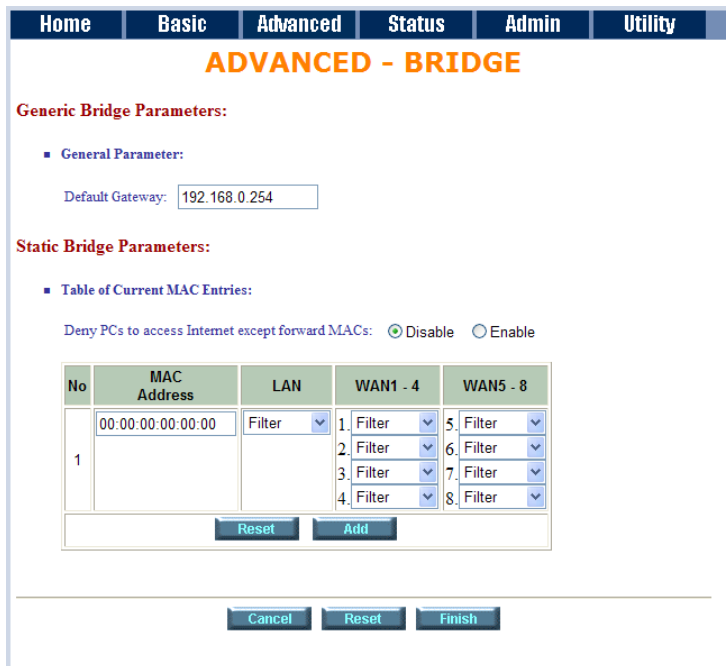 Home Basic Advanced Status Admin Utility
ADVANCED - BRIDGE
Generic Bridge Parameters:
General Parameter:
Default Gateway: 192.168.0.254
Static Bridge Parameters:
Table of Current MAC Entries:
Deny PCs to access Internet except forward MACs: Disable Enable
No MAC Address LAN WAN1 - 4 WAN5 - 8
1 00:00:00:00:00:00 Filter 1. Filter 5. Filter
2. Filter 6. Filter
3. Filter 7. Filter
4. Filter 8. Filter
Reset Add
Cancel Reset Finish